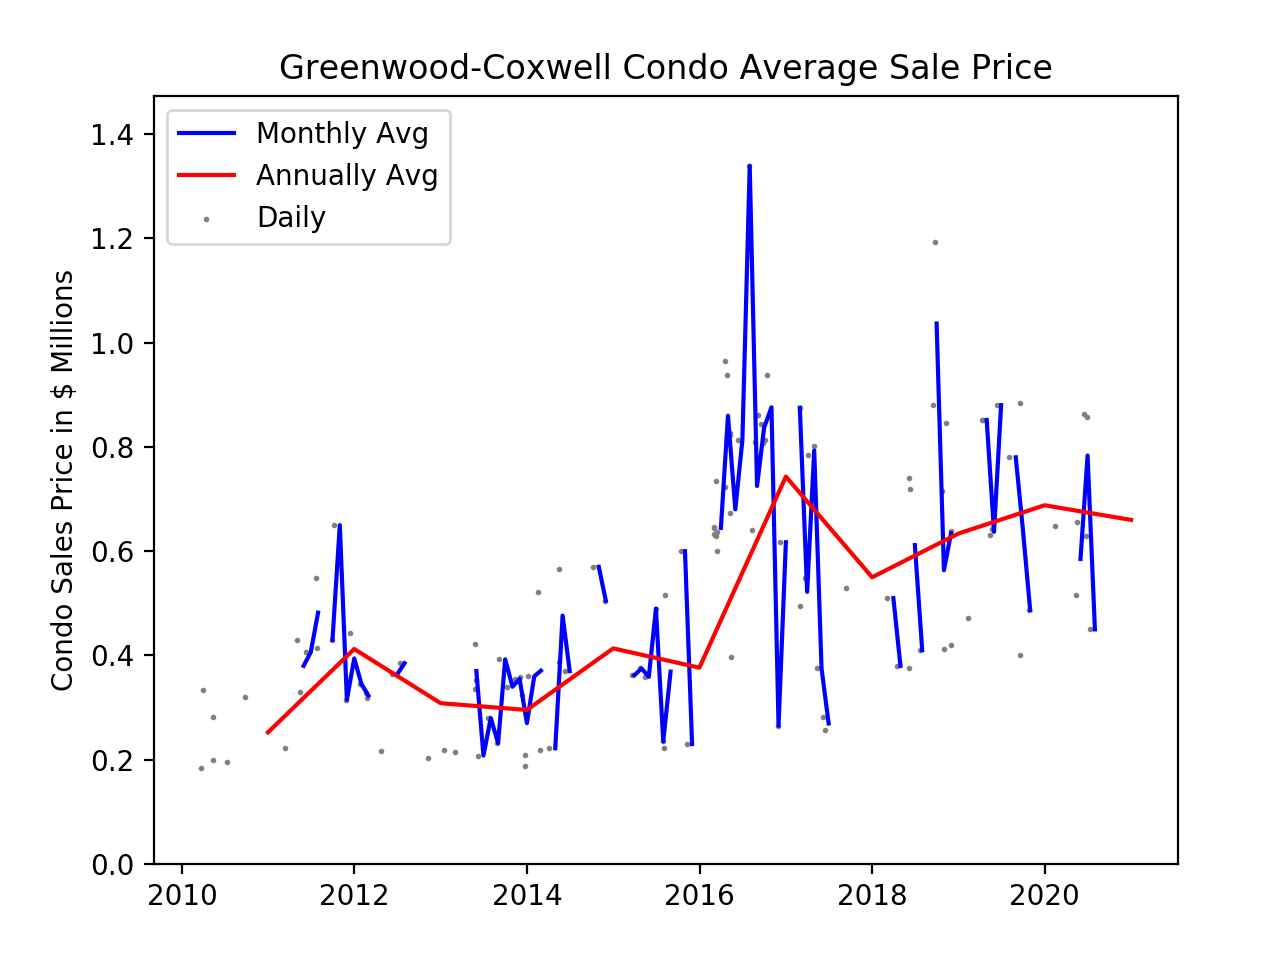 Greenwood-Coxwell Condo Average Sale Price
Monthly Avg
Annually Avg
Daily
Condo Sales Price in $ Millions
1.4
1.2
1.0
0.8
0.6
0.4
0.2
0.0
2010 2012 2014 2016 2018 2020